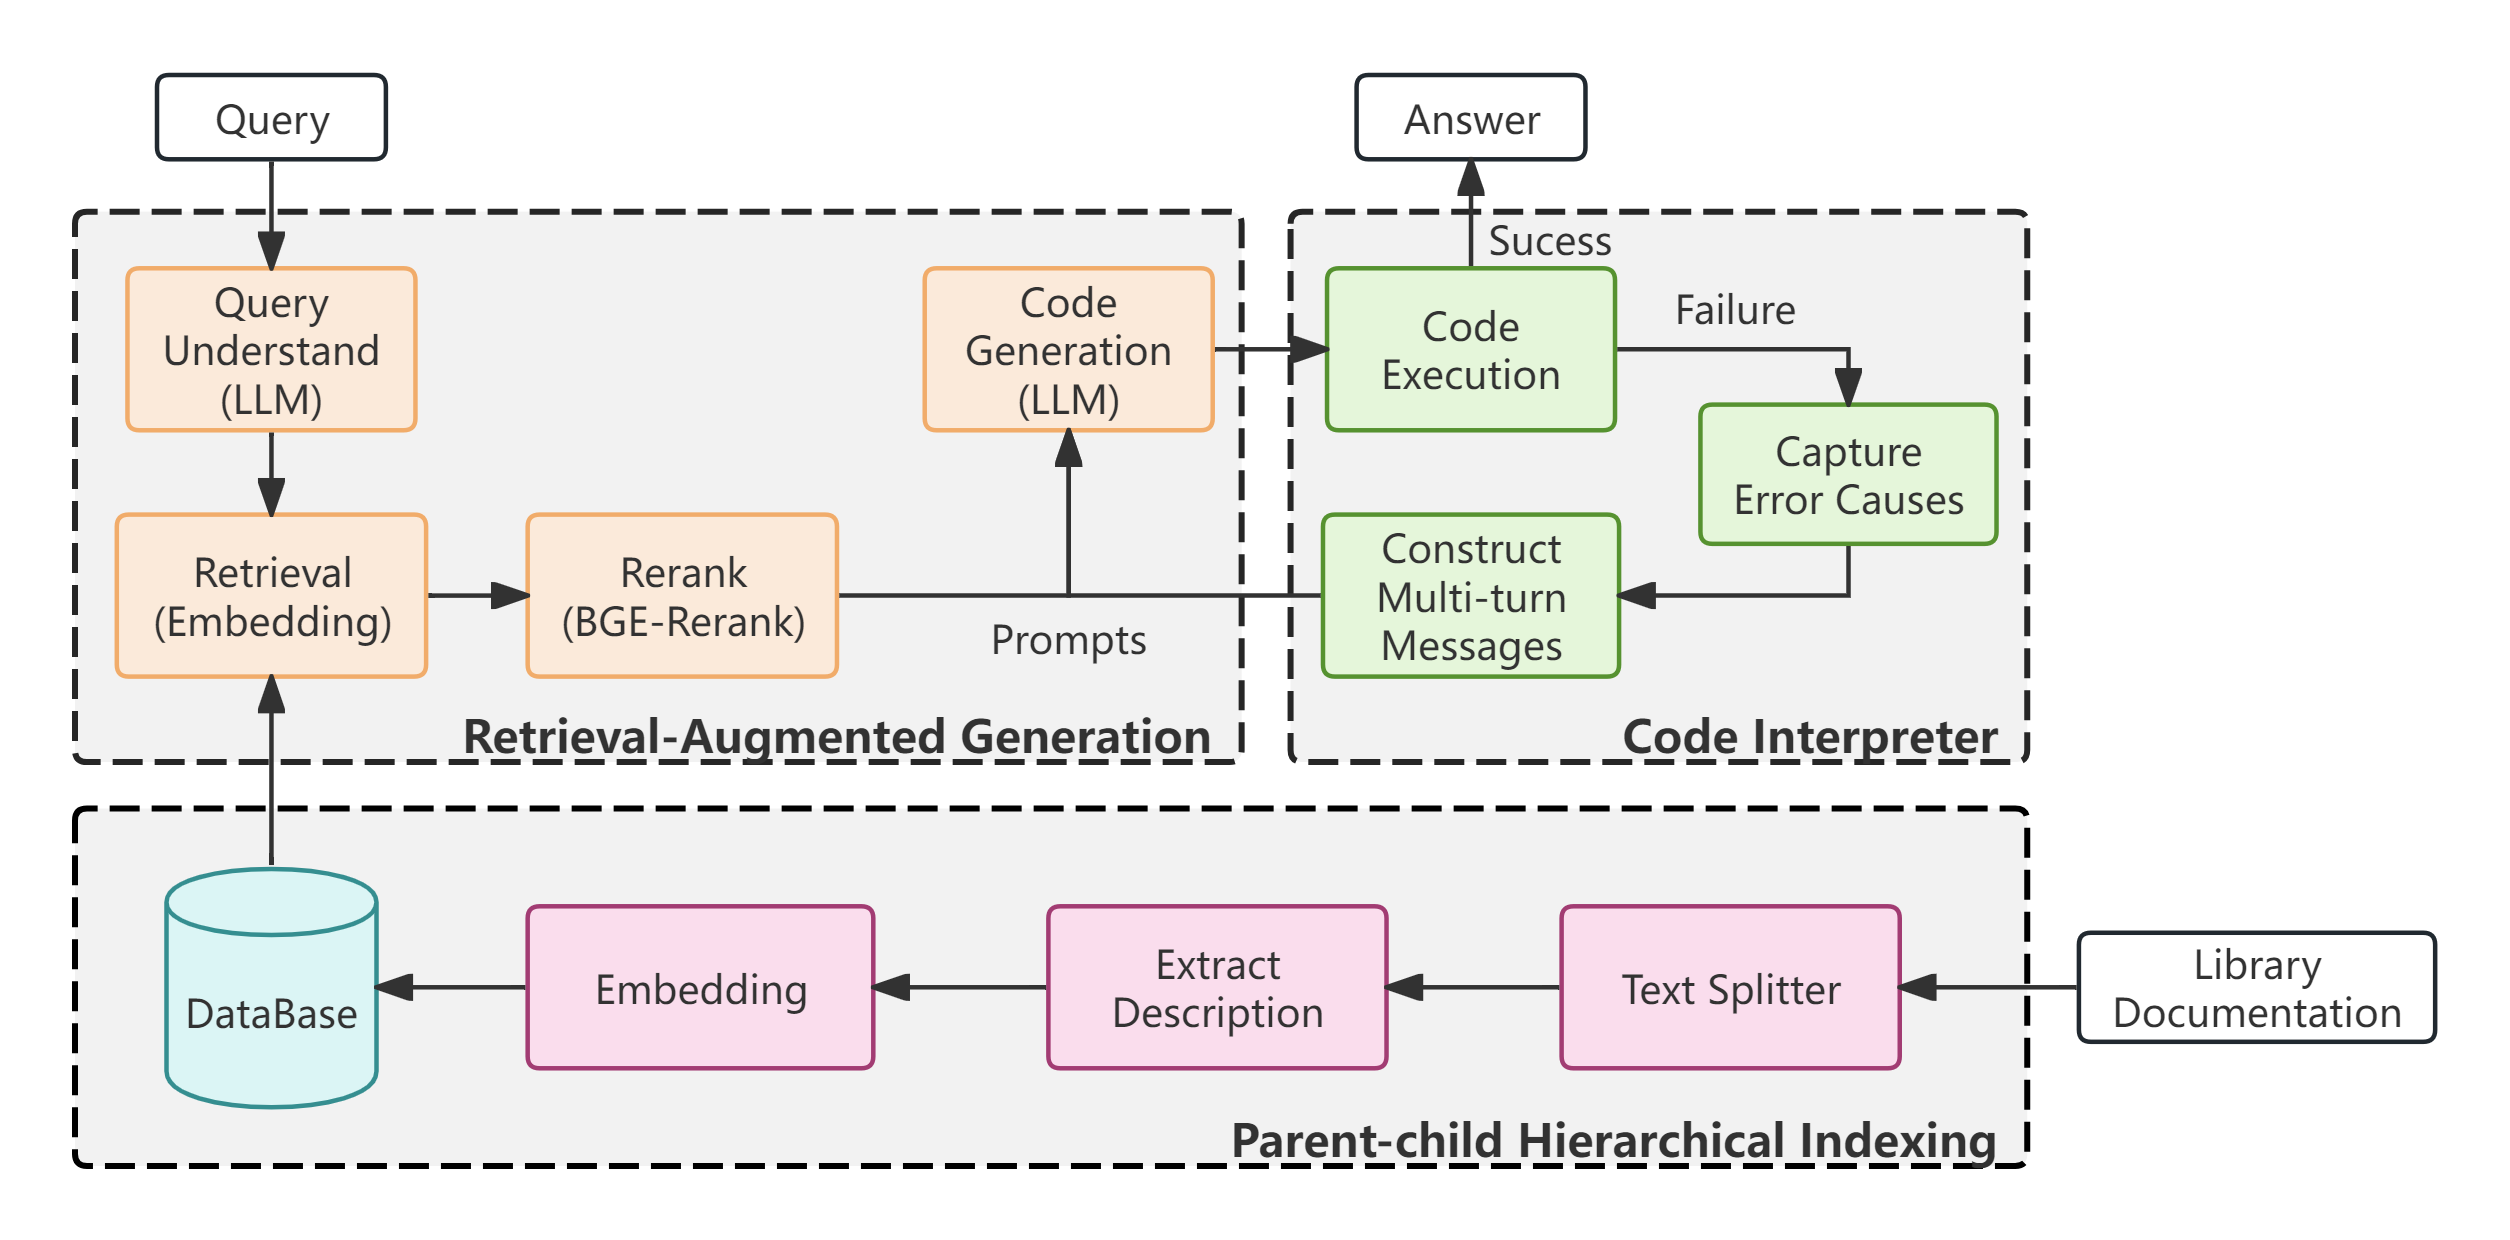 Query
Answer
Query
Understand
(LLM)
Code
Generation
(LLM)
Sucess
Code
Execution
Failure
Capture
Error Causes
Retrieval
(Embedding)
Rerank
(BGE-Rerank)
Prompts
Construct
Multi-turn
Messages
Retrieval-Augmented Generation
Code Interpreter
DataBase
Embedding
Extract
Description
Text Splitter
Library
Documentation
Parent-child Hierarchical Indexing